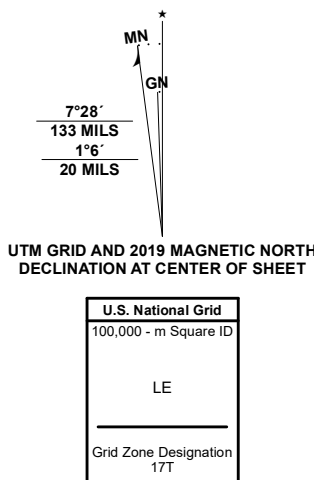 ★
MN
GN
7°28´
133 MILS
1°6´
20 MILS
UTM GRID AND 2019 MAGNETIC NORTH
DECLINATION AT CENTER OF SHEET
U.S. National Grid
100,000 - m Square ID
LE
Grid Zone Designation
17T